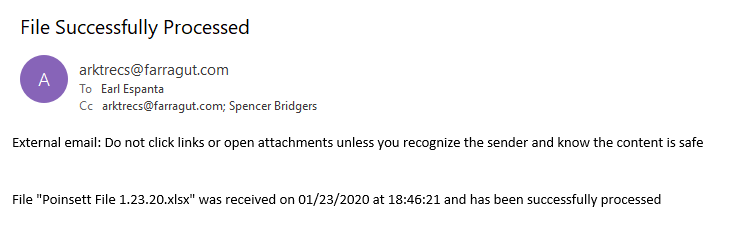 File Successfully Processed
A
arktrecs@farragut.com
To Earl Espanta
Cc arktrecs@farragut.com; Spencer Bridgers
External email: Do not click links or open attachments unless you recognize the sender and know the content is safe
File "Poinsett File 1.23.20.xlsx" was received on 01/23/2020 at 18:46:21 and has been successfully processed